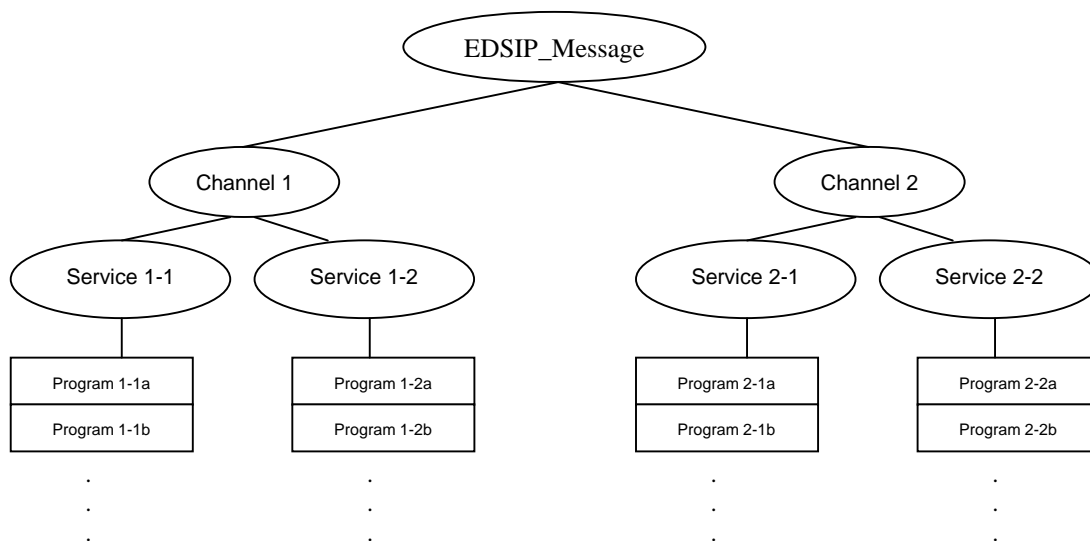 EDSIP_Message
Channel 1
Channel 2
Service 1-1
Service 1-2
Service 2-1
Service 2-2
Program 1-1a
Program 1-2a
Program 2-1a
Program 2-2a
Program 1-1b
Program 1-2b
Program 2-1b
Program 2-2b
. . . .
. . . .
. . . .